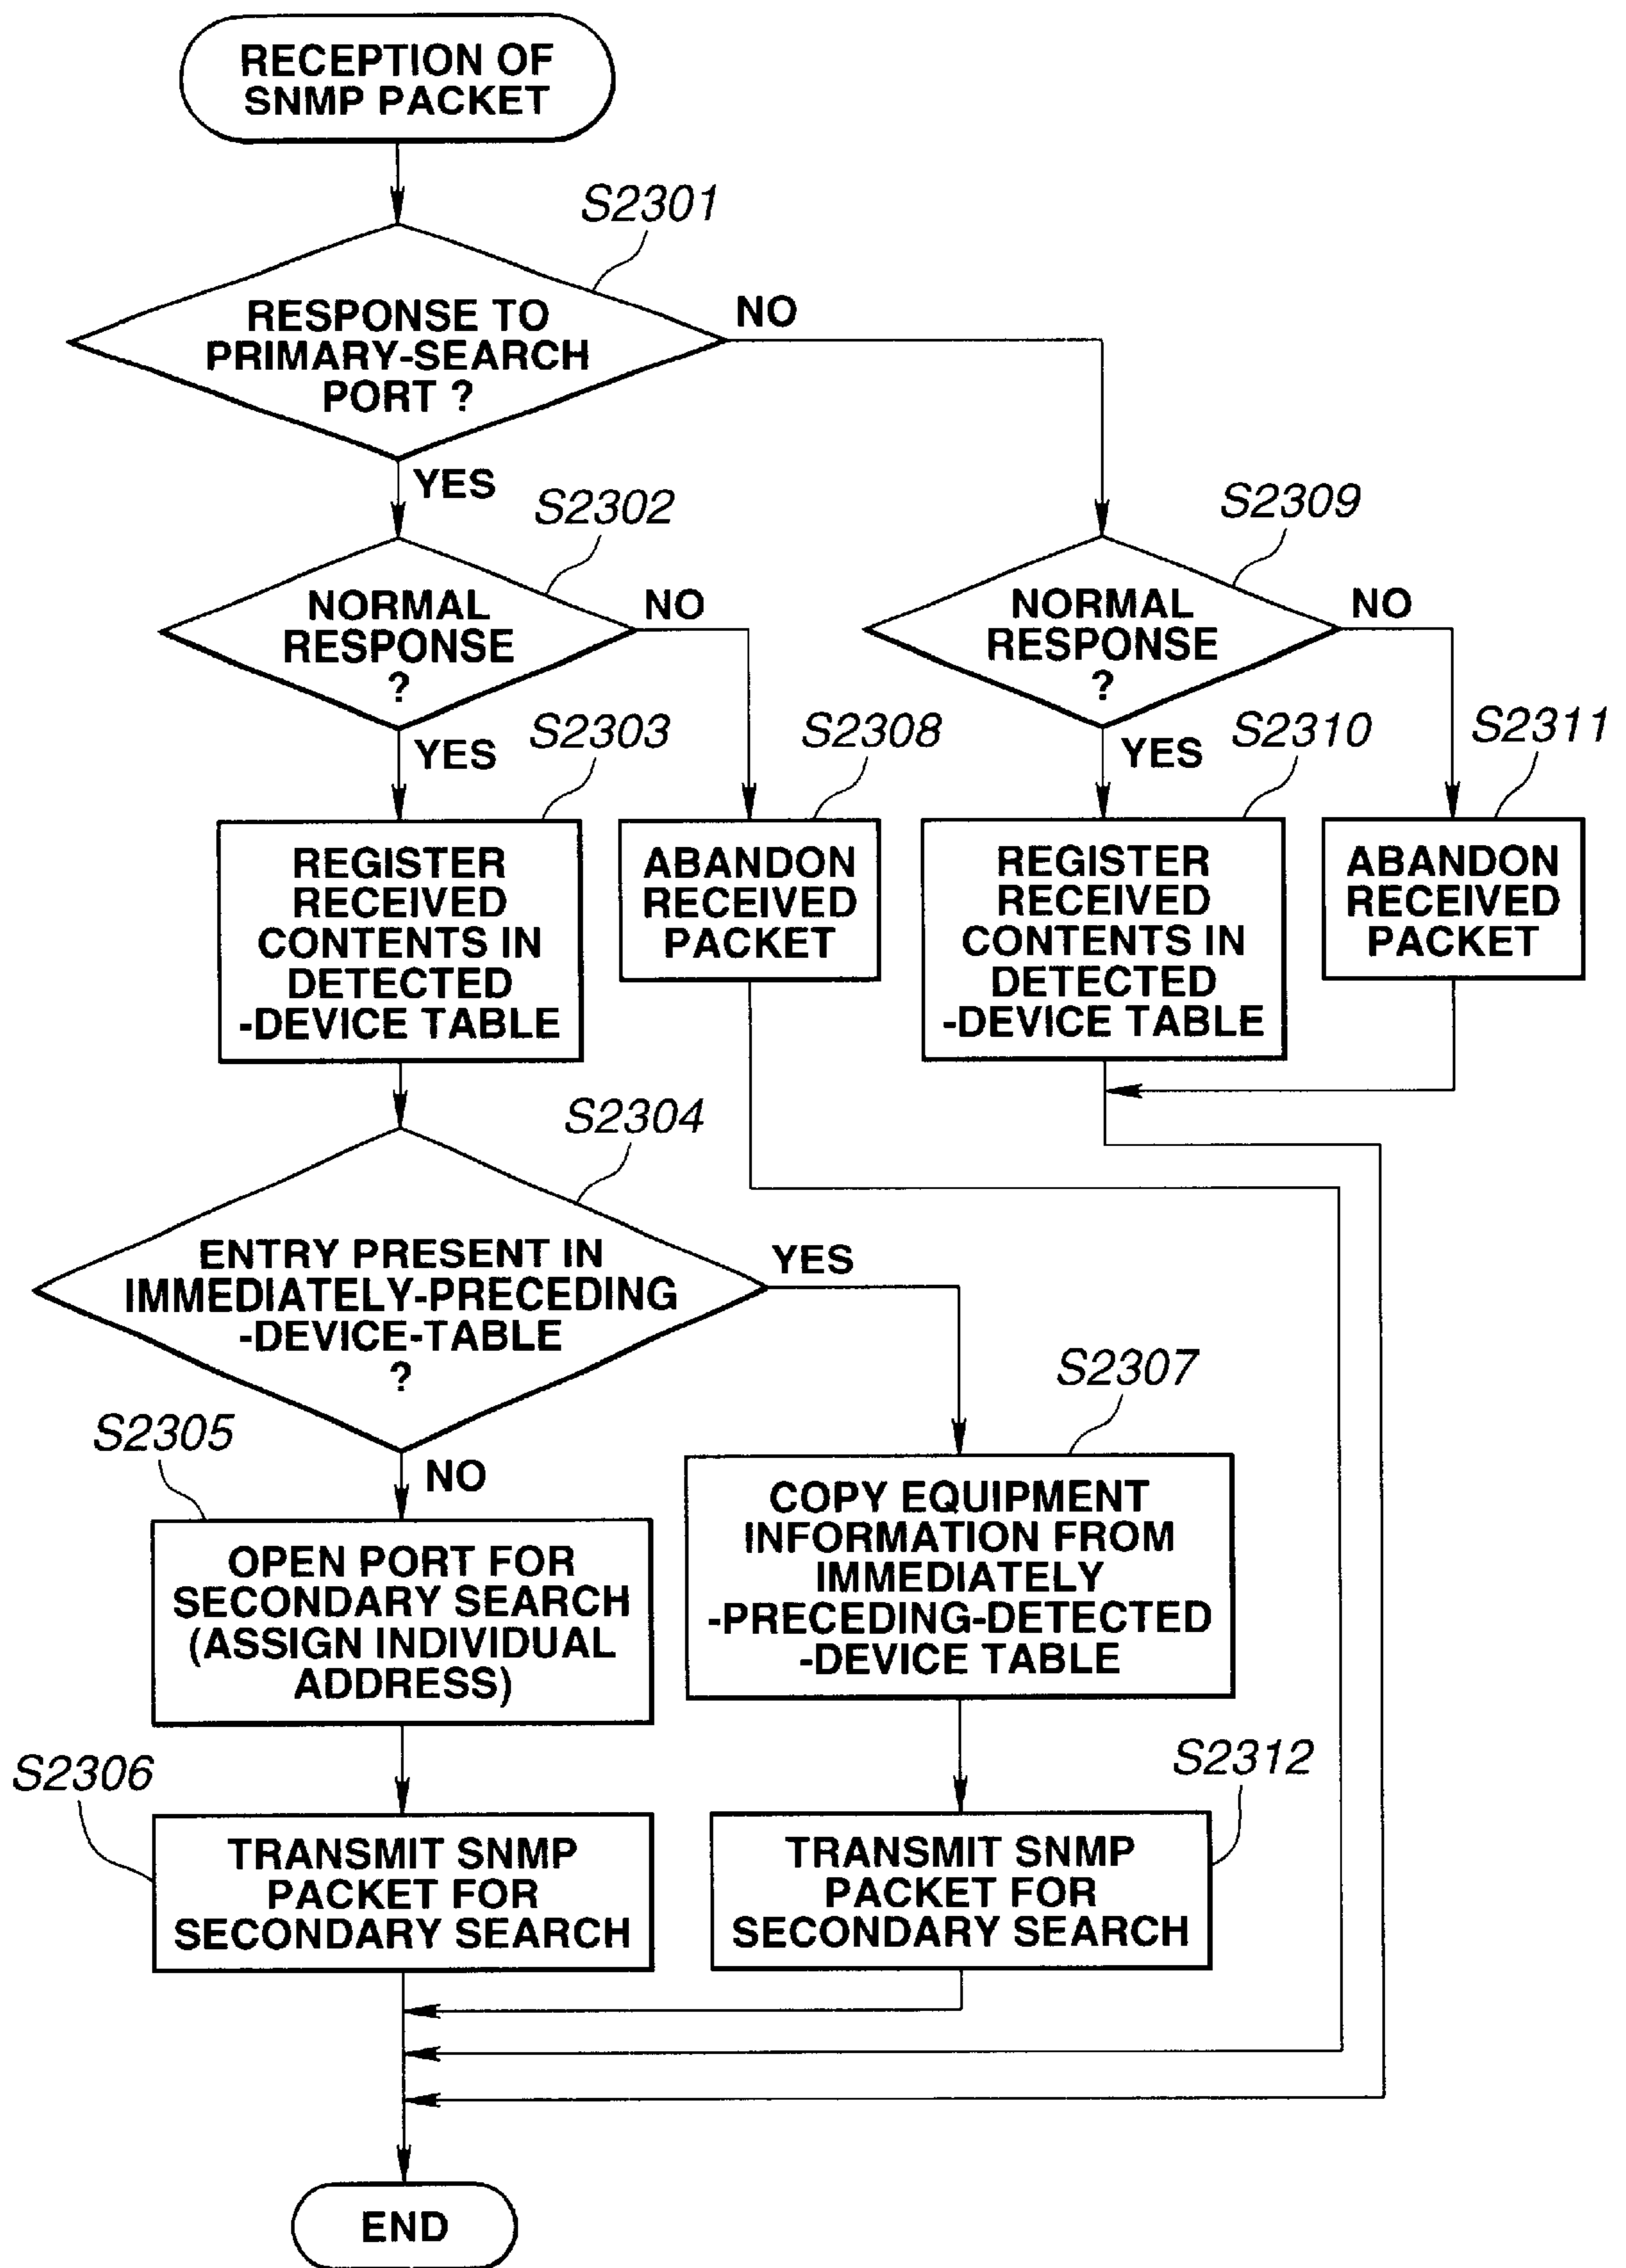 RECEPTION OF
SNMP PACKET
S2301
RESPONSE TO
PRIMARY-SEARCH
PORT ?
NO
YES
S2302
NORMAL
RESPONSE
?
NO
S2309
NORMAL
RESPONSE
?
NO
YES
S2303
REGISTER
RECEIVED
CONTENTS IN
DETECTED
-DEVICE TABLE
S2308
ABANDON
RECEIVED
PACKET
YES
S2310
REGISTER
RECEIVED
CONTENTS IN
DETECTED
-DEVICE TABLE
S2311
ABANDON
RECEIVED
PACKET
S2304
ENTRY PRESENT IN
IMMEDIATELY-PRECEDING
-DEVICE-TABLE
?
YES
NO
S2305
OPEN PORT FOR
SECONDARY SEARCH
(ASSIGN INDIVIDUAL
ADDRESS)
S2307
COPY EQUIPMENT
INFORMATION FROM
IMMEDIATELY
-PRECEDING-DETECTED
-DEVICE TABLE
S2306
TRANSMIT SNMP
PACKET FOR
SECONDARY SEARCH
S2312
TRANSMIT SNMP
PACKET FOR
SECONDARY SEARCH
END